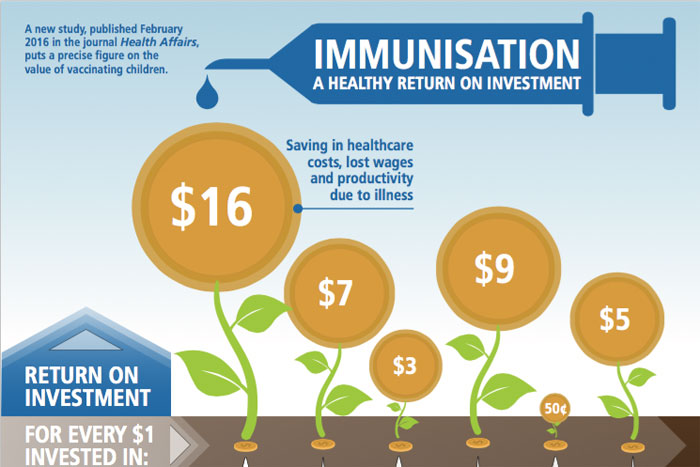 A new study, published February
2016 in the journal Health Affairs,
puts a precise figure on the
value of vaccinating children.
IMMUNISATION
A HEALTHY RETURN ON INVESTMENT
Saving in healthcare
costs, lost wages
and productivity
due to illness
$16
$7
$3
$9
50¢
$5
RETURN ON
INVESTMENT
FOR EVERY $1
INVESTED IN: